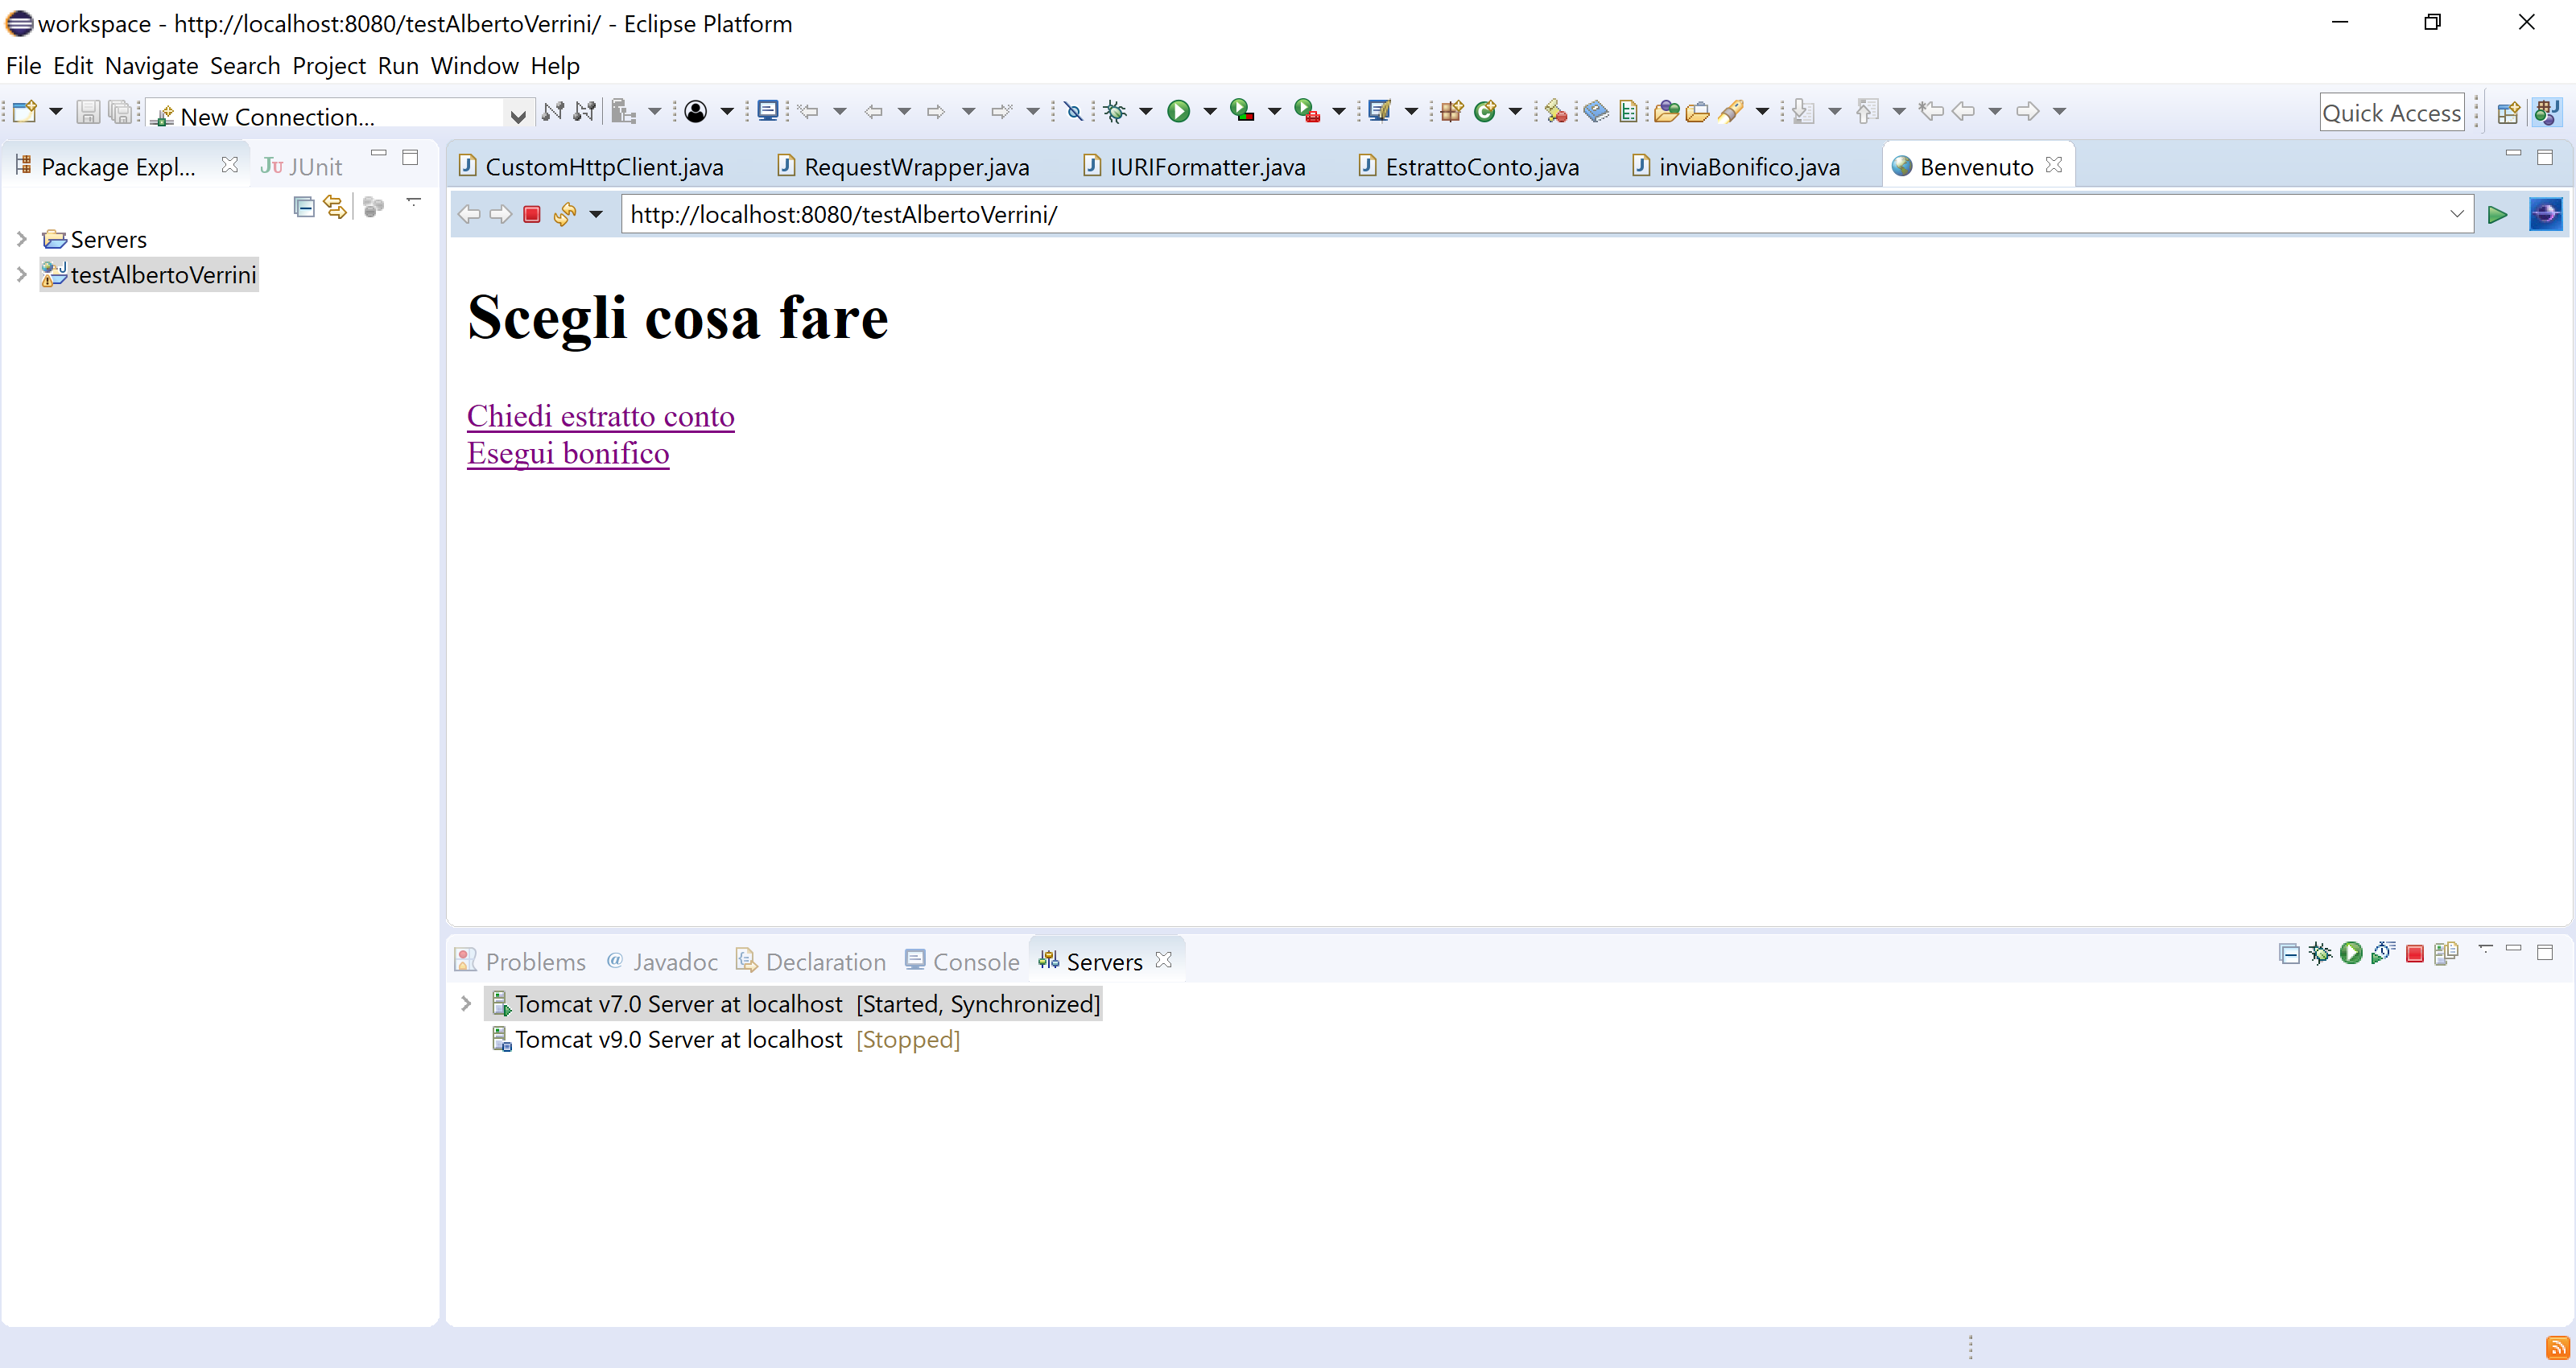 workspace - http://localhost:8080/testAlbertoVerrini/ - Eclipse Platform
File Edit Navigate Search Project Run Window Help
New Connection... Quick Access
Package Expl... JUnit
Servers
testAlbertoVerrini
CustomHttpClient.java RequestWrapper.java IURIFormatter.java EstrattoConto.java inviaBonifico.java Benvenuto
http://localhost:8080/testAlbertoVerrini/
Scegli cosa fare
Chiedi estratto conto
Esegui bonifico
Problems @ Javadoc Declaration Console Servers
Tomcat v7.0 Server at localhost [Started, Synchronized]
Tomcat v9.0 Server at localhost [Stopped]